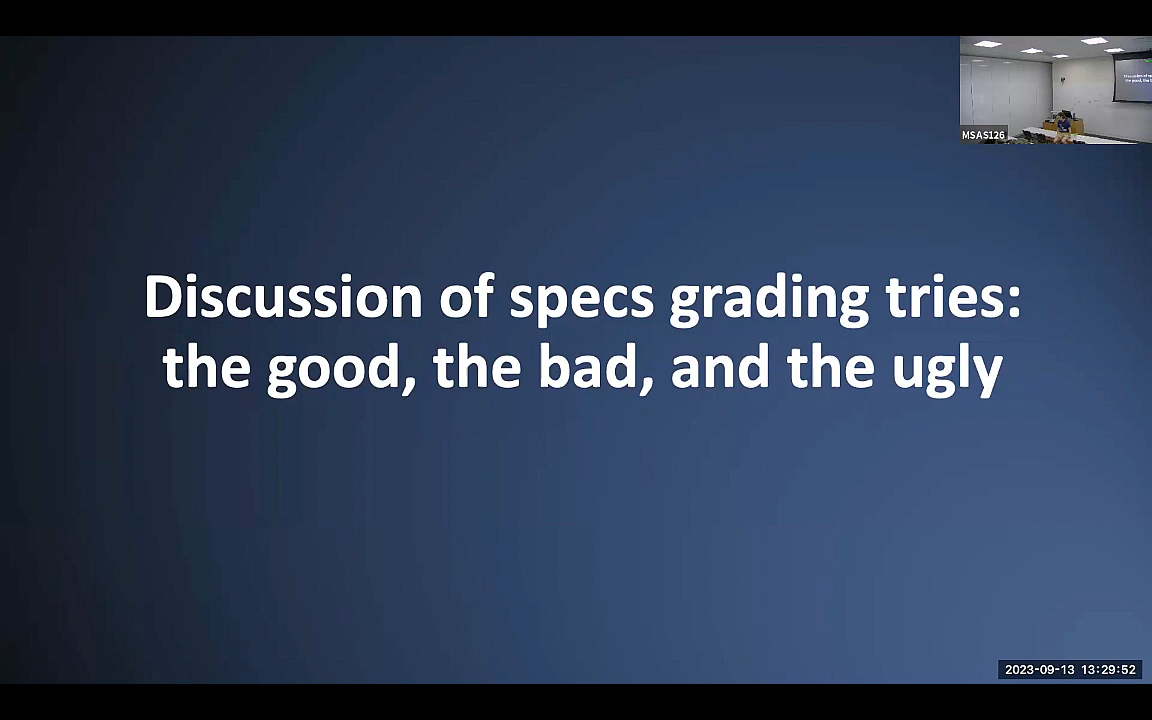 MSAS126
Discussion of specs grading tries:
the good, the bad, and the ugly
2023-09-13 13:29:52